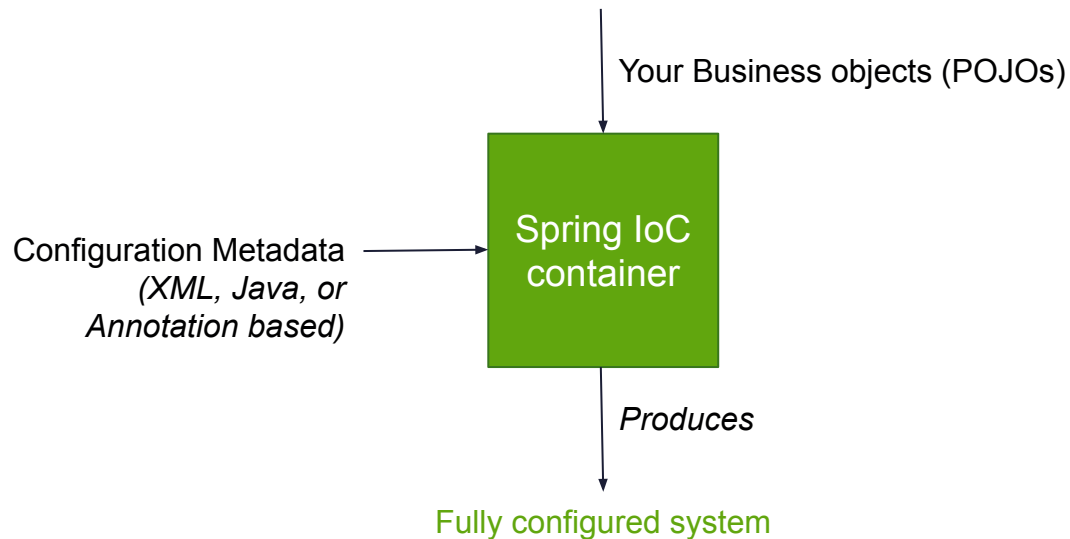 Your Business objects (POJOs)
Spring IoC
container
Configuration Metadata
(XML, Java, or
Annotation based)
Produces
Fully configured system